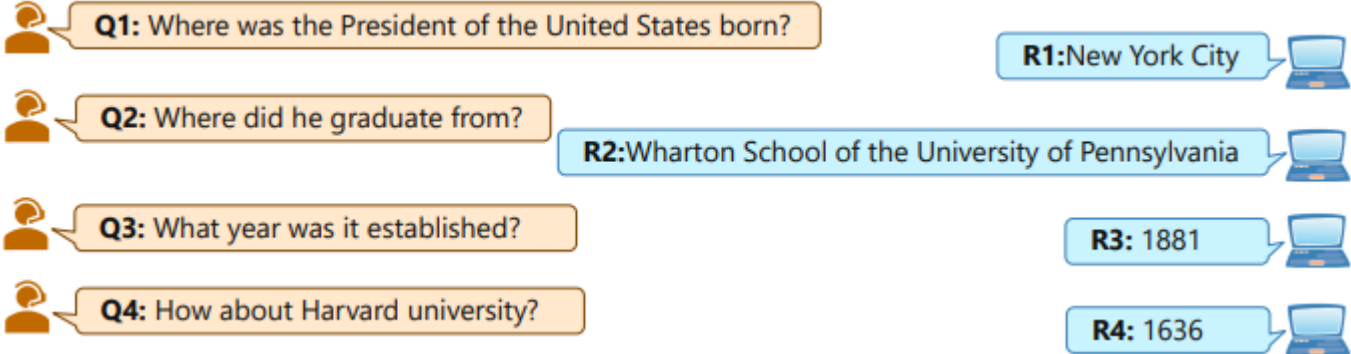 Q1: Where was the President of the United States born?
R1:New York City
Q2: Where did he graduate from?
R2:Wharton School of the University of Pennsylvania
Q3: What year was it established?
R3: 1881
Q4: How about Harvard university?
R4: 1636